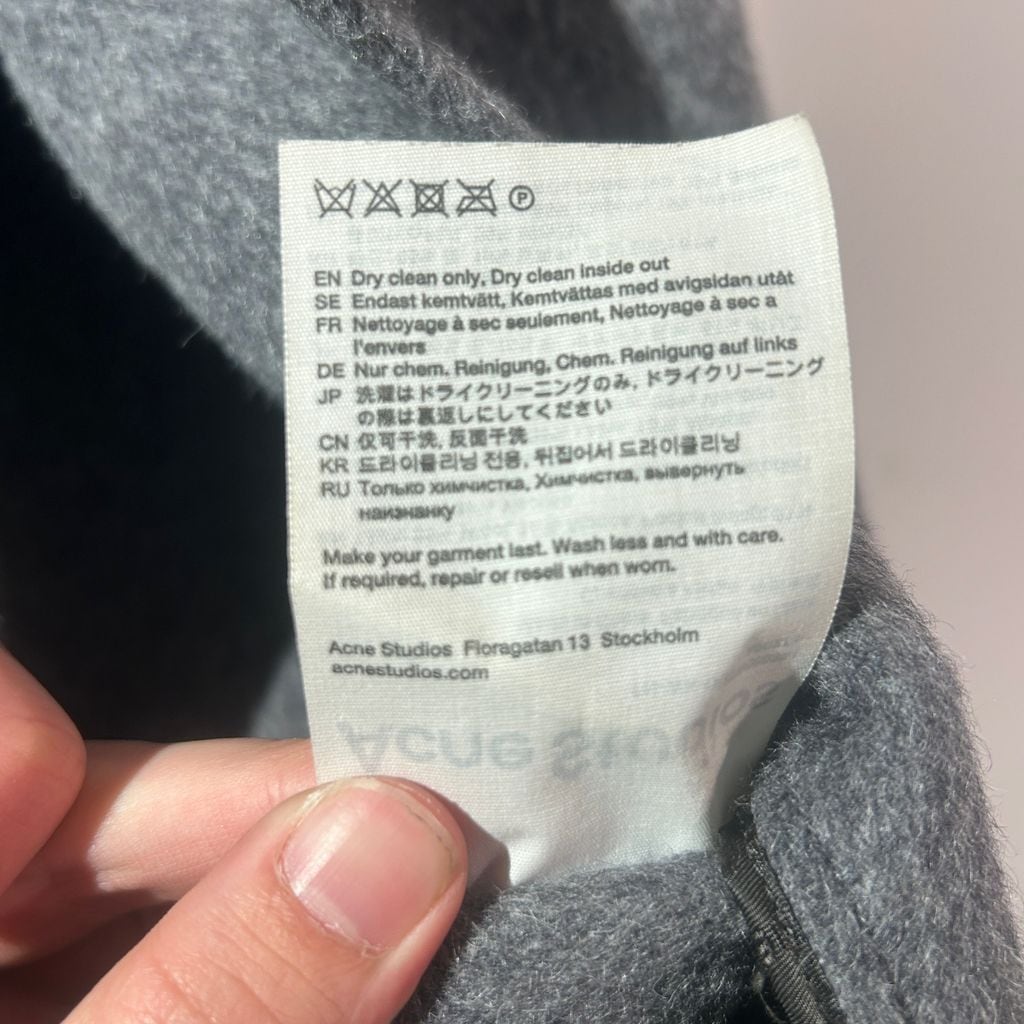 P
EN Dry clean only, Dry clean inside out
SE Endast kemtvätt, Kemtvättas med avigsidan utåt
FR Nettoyage à sec seulement, Nettoyage à sec a
l'envers
DE Nur chem. Reinigung, Chem. Reinigung auf links
JP 洗濯はドライクリーニングのみ, ドライクリーニング
の際は裏返しにしてください
CN 仅可干洗, 反面干洗
KR 드라이클리닝 전용, 뒤집어서 드라이클리닝
RU Только химчистка, Химчистка, вывернуть
наизнанку
Make your garment last. Wash less and with care.
If required, repair or resell when worn.
Acne Studios Floragatan 13 Stockholm
acnestudios.com
Acne Studios